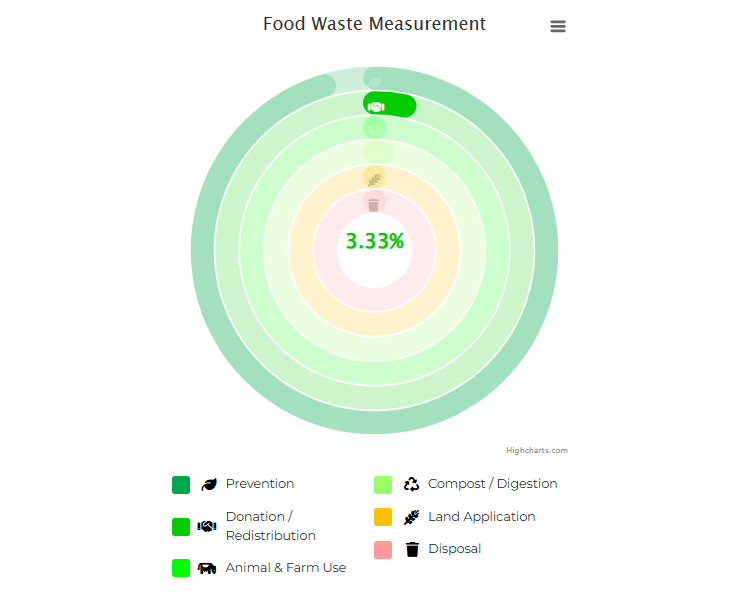 Food Waste Measurement
3.33%
Highcharts.com
Prevention
Donation /
Redistribution
Animal & Farm Use
Compost / Digestion
Land Application
Disposal